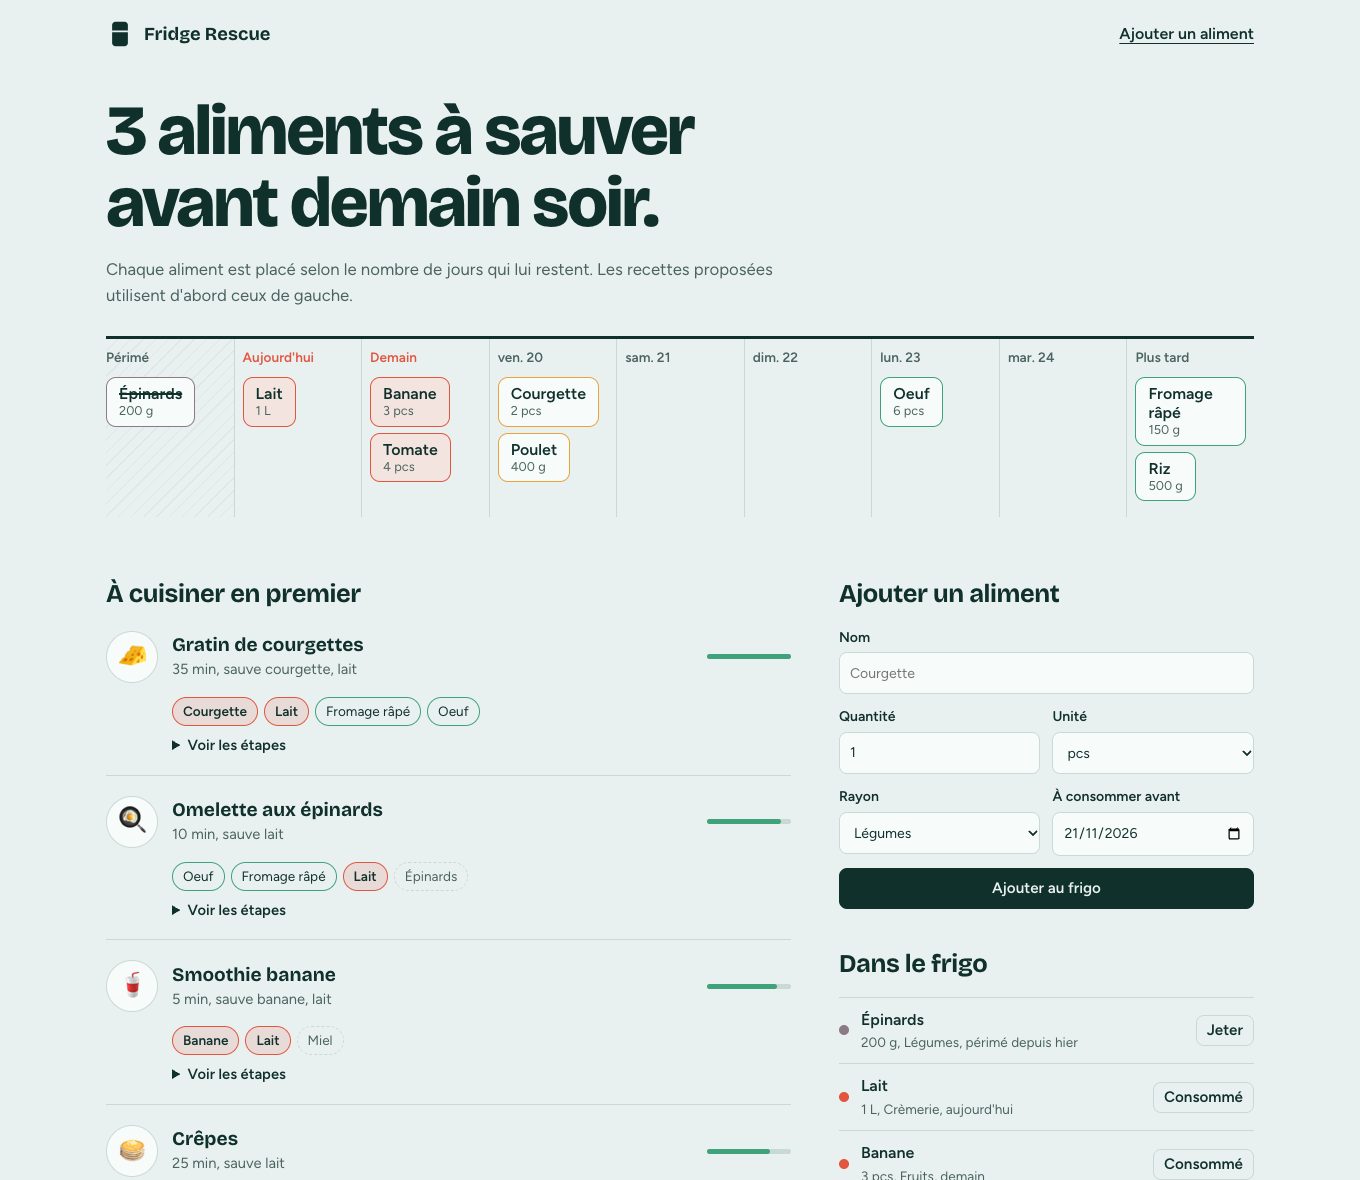 Fridge Rescue
Ajouter un aliment
3 aliments à sauver
avant demain soir.
Chaque aliment est placé selon le nombre de jours qui lui restent. Les recettes proposées
utilisent d'abord ceux de gauche.
Périmé
Épinards
200 g
Aujourd'hui
Lait
1 L
Demain
Banane
3 pcs
Tomate
4 pcs
ven. 20
Courgette
2 pcs
Poulet
400 g
sam. 21
dim. 22
lun. 23
Oeuf
6 pcs
mar. 24
Plus tard
Fromage
râpé
150 g
Riz
500 g
À cuisiner en premier
Gratin de courgettes
35 min, sauve courgette, lait
Courgette
Lait
Fromage râpé
Oeuf
Voir les étapes
Omelette aux épinards
10 min, sauve lait
Oeuf
Fromage râpé
Lait
Épinards
Voir les étapes
Smoothie banane
5 min, sauve banane, lait
Banane
Lait
Miel
Voir les étapes
Crêpes
25 min, sauve lait
Ajouter un aliment
Nom
Courgette
Quantité
1
Unité
pcs
Rayon
Légumes
À consommer avant
21/11/2026
Ajouter au frigo
Dans le frigo
Épinards
200 g, Légumes, périmé depuis hier
Jeter
Lait
1 L, Crèmerie, aujourd'hui
Consommé
Banane
3 pcs, Fruits, demain
Consommé